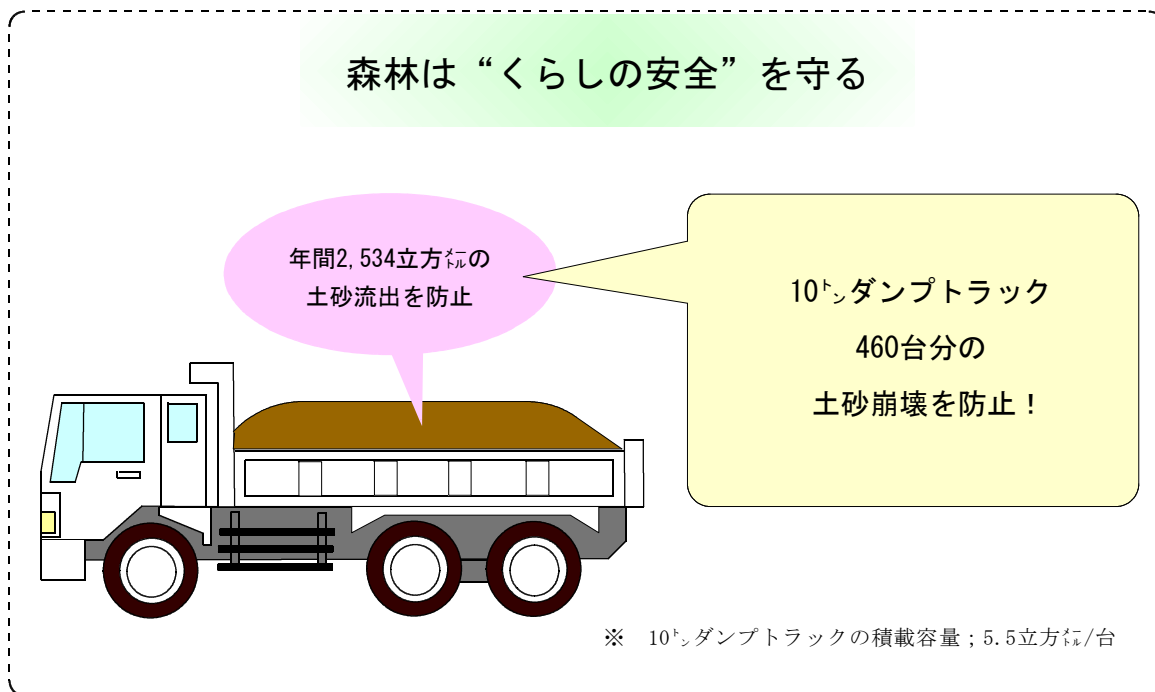 森林は“くらしの安全”を守る
年間2,534立方㍍の
土砂流出を防止
10㌧ダンプトラック
460台分の
土砂崩壊を防止！
※　10㌧ダンプトラックの積載容量；5.5立方㍍/台